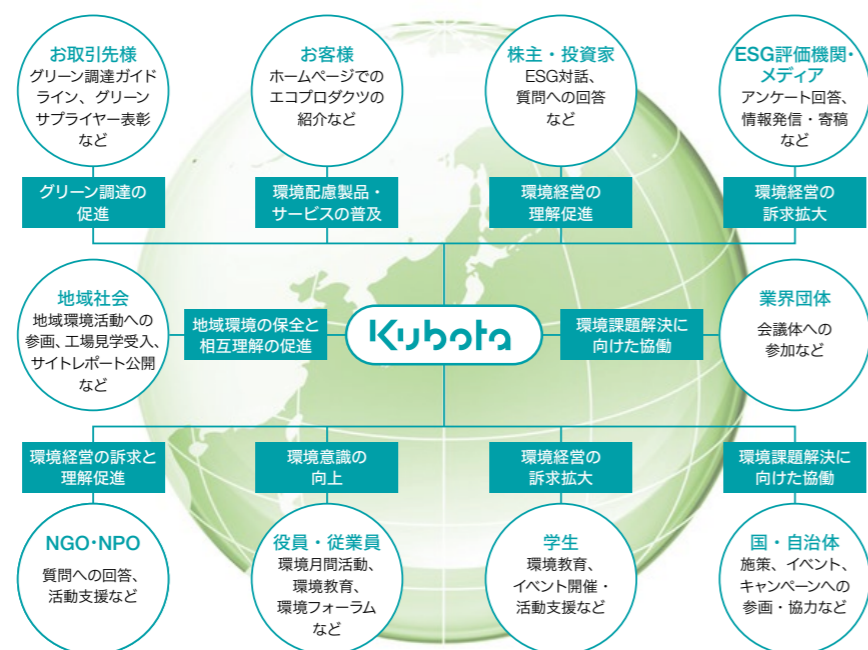 お取引先様
グリーン調達ガイド
ライン、グリーン
サプライヤー表彰
など
お客様
ホームページでの
エコプロダクツの
紹介など
株主・投資家
ESG対話、
質問への回答
など
ESG評価機関・
メディア
アンケート回答、
情報発信・寄稿
など
グリーン調達の
促進
環境配慮製品・
サービスの普及
環境経営の
理解促進
環境経営の
訴求拡大
地域社会
地域環境活動への
参画、工場見学受入、
サイトレポート公開
など
地域環境の保全と
相互理解の促進
Kubota
環境課題解決に
向けた協働
業界団体
会議体への
参加など
環境経営の訴求と
理解促進
環境意識の
向上
環境経営の
訴求拡大
環境課題解決に
向けた協働
NGO・NPO
質問への回答、
活動支援など
役員・従業員
環境月間活動、
環境教育、
環境フォーラム
など
学生
環境教育、
イベント開催・
活動支援など
国・自治体
施策、イベント、
キャンペーンへの
参画・協力など